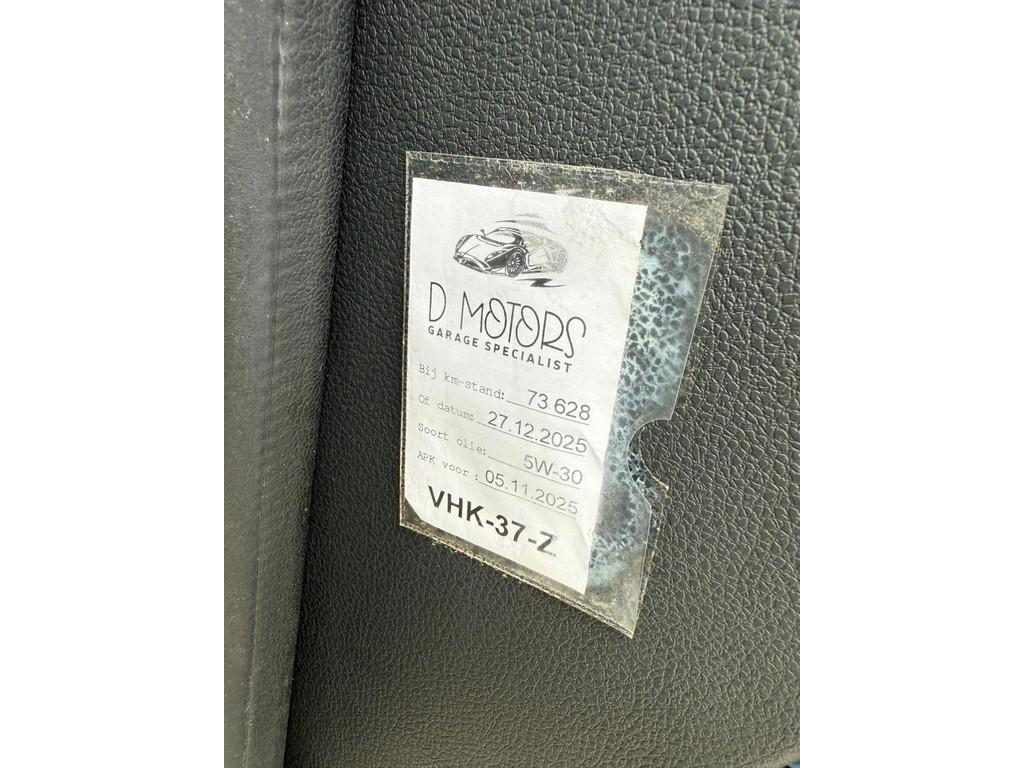 D MOTORS
GARAGE SPECIALIST
Bij km-stand: 73 628
Of datum: 27.12.2025
Soort olie: 5W-30
APK voor : 05.11.2025
VHK-37-Z